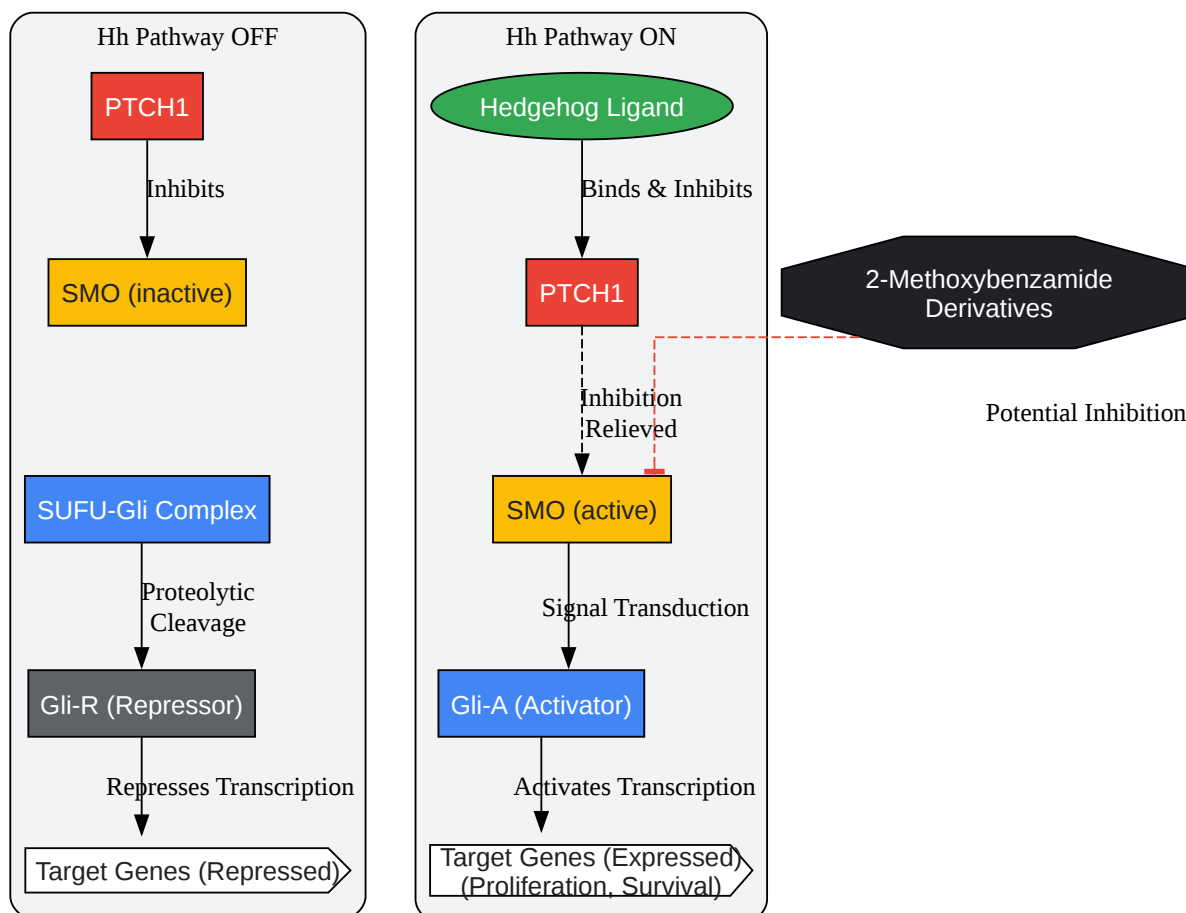 Hh Pathway OFF
PTCH1
Inhibits
SMO (inactive)
SUFU-Gli Complex
Proteolytic
Cleavage
Gli-R (Repressor)
Represses Transcription
Target Genes (Repressed)
Hh Pathway ON
Hedgehog Ligand
Binds & Inhibits
PTCH1
Inhibition
Relieved
SMO (active)
Signal Transduction
Gli-A (Activator)
Activates Transcription
Target Genes (Expressed)
(Proliferation, Survival)
2-Methoxybenzamide
Derivatives
Potential Inhibition